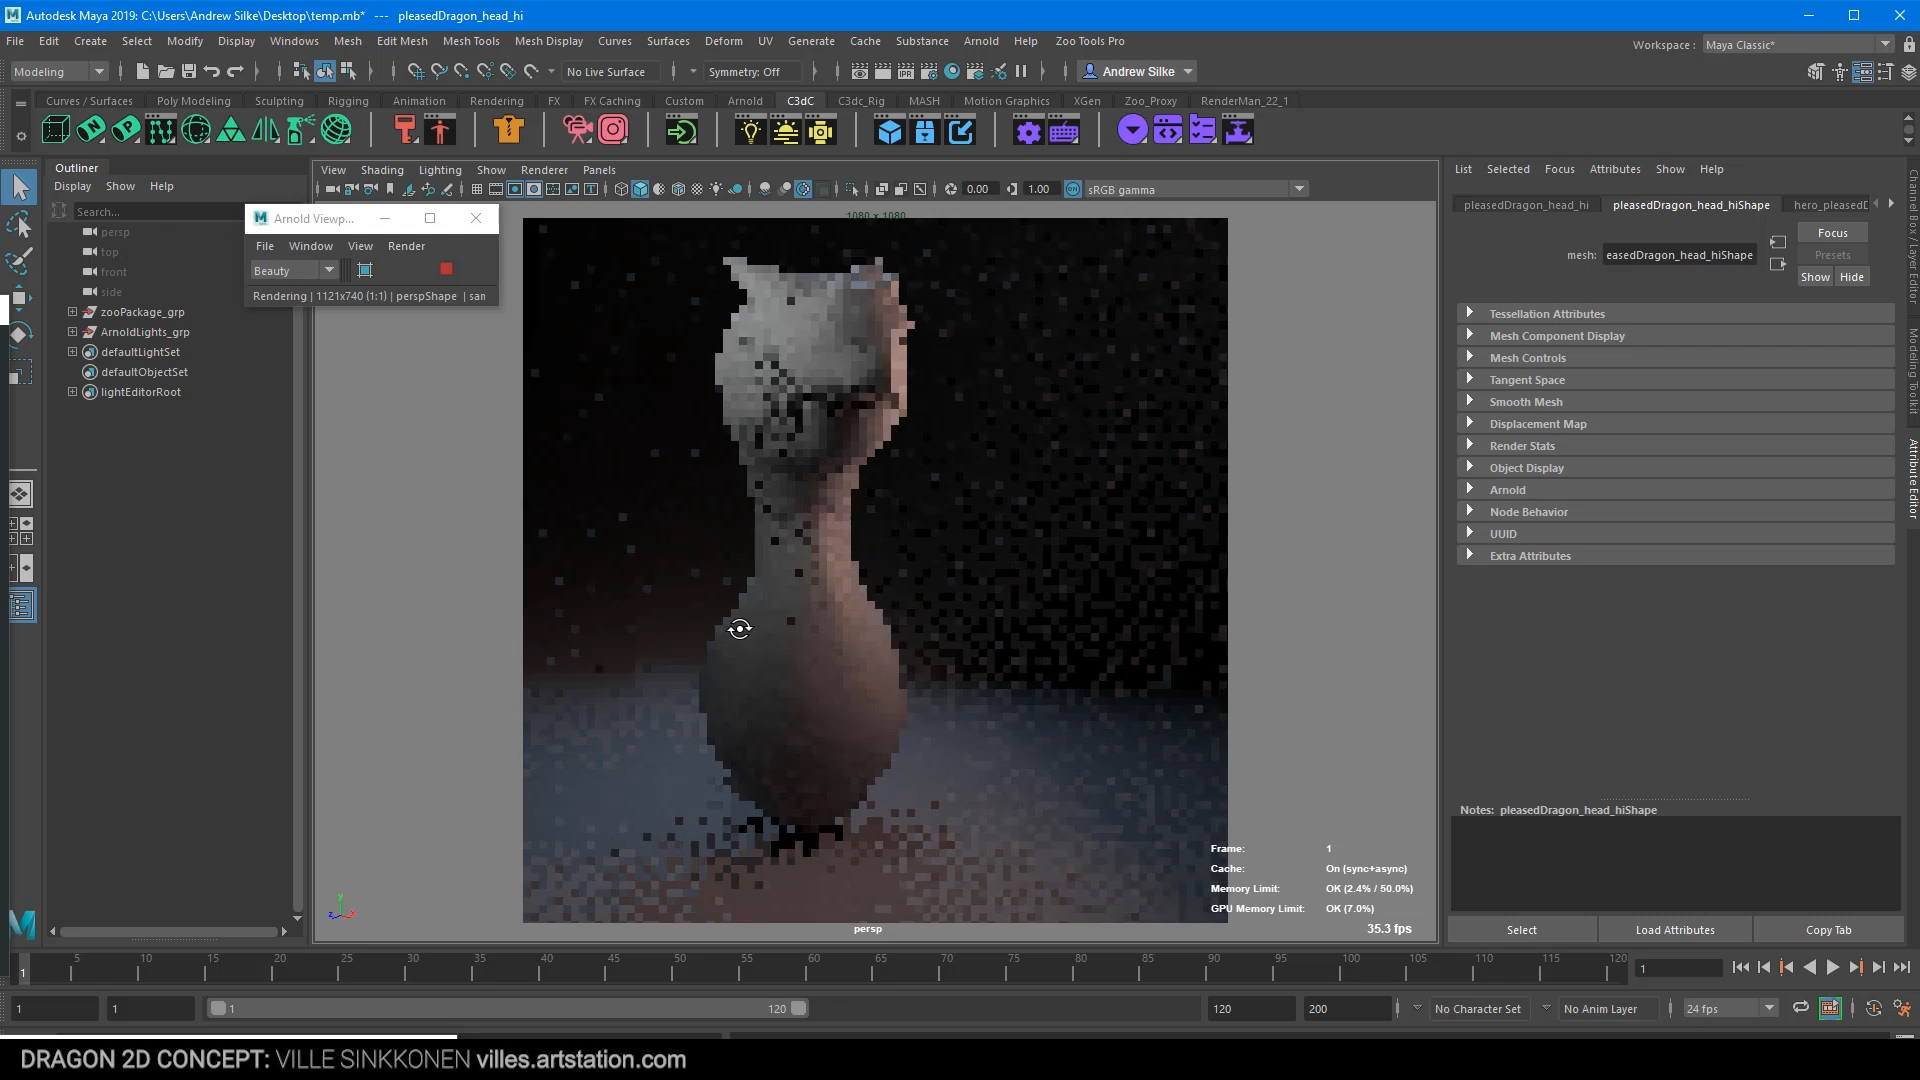 Autodesk Maya 2019: C:\Users\Andrew Silke\Desktop\temp.mb*   ---   pleasedDragon_head_hi
File Edit Create Select Modify Display Windows Mesh Edit Mesh Mesh Tools Mesh Display Curves Surfaces Deform UV Generate Cache Substance Arnold Help Zoo Tools Pro
Workspace : Maya Classic*
Modeling No Live Surface Symmetry: Off Andrew Silke
Curves / Surfaces Poly Modeling Sculpting Rigging Animation Rendering FX FX Caching Custom Arnold C3dC C3dc_Rig MASH Motion Graphics XGen Zoo_Proxy RenderMan_22_1
Outliner
Display Show Help
Search...
persp
top
front
side
zooPackage_grp
ArnoldLights_grp
defaultLightSet
defaultObjectSet
lightEditorRoot
Arnold Viewp...
File Window View Render
Beauty
Rendering | 1121x740 (1:1) | perspShape | san
View Shading Lighting Show Renderer Panels
0.00 1.00 ON sRGB gamma
1080 x 1080
Frame: 1
Cache: On (sync+async)
Memory Limit: OK (2.4% / 50.0%)
GPU Memory Limit: OK (7.0%)
35.3 fps
persp
y
z x
List Selected Focus Attributes Show Help
pleasedDragon_head_hi pleasedDragon_head_hiShape hero_pleasedD
Focus
Presets
mesh: easedDragon_head_hiShape
Show Hide
Tessellation Attributes
Mesh Component Display
Mesh Controls
Tangent Space
Smooth Mesh
Displacement Map
Render Stats
Object Display
Arnold
Node Behavior
UUID
Extra Attributes
Notes: pleasedDragon_head_hiShape
Select Load Attributes Copy Tab
Channel Box / Layer Editor
Modeling Toolkit
Attribute Editor
1 5 10 15 20 25 30 35 40 45 50 55 60 65 70 75 80 85 90 95 100 105 110 115 120
1
1 1 1 120 120 200 No Character Set No Anim Layer 24 fps
DRAGON 2D CONCEPT: VILLE SINKKONEN villes.artstation.com